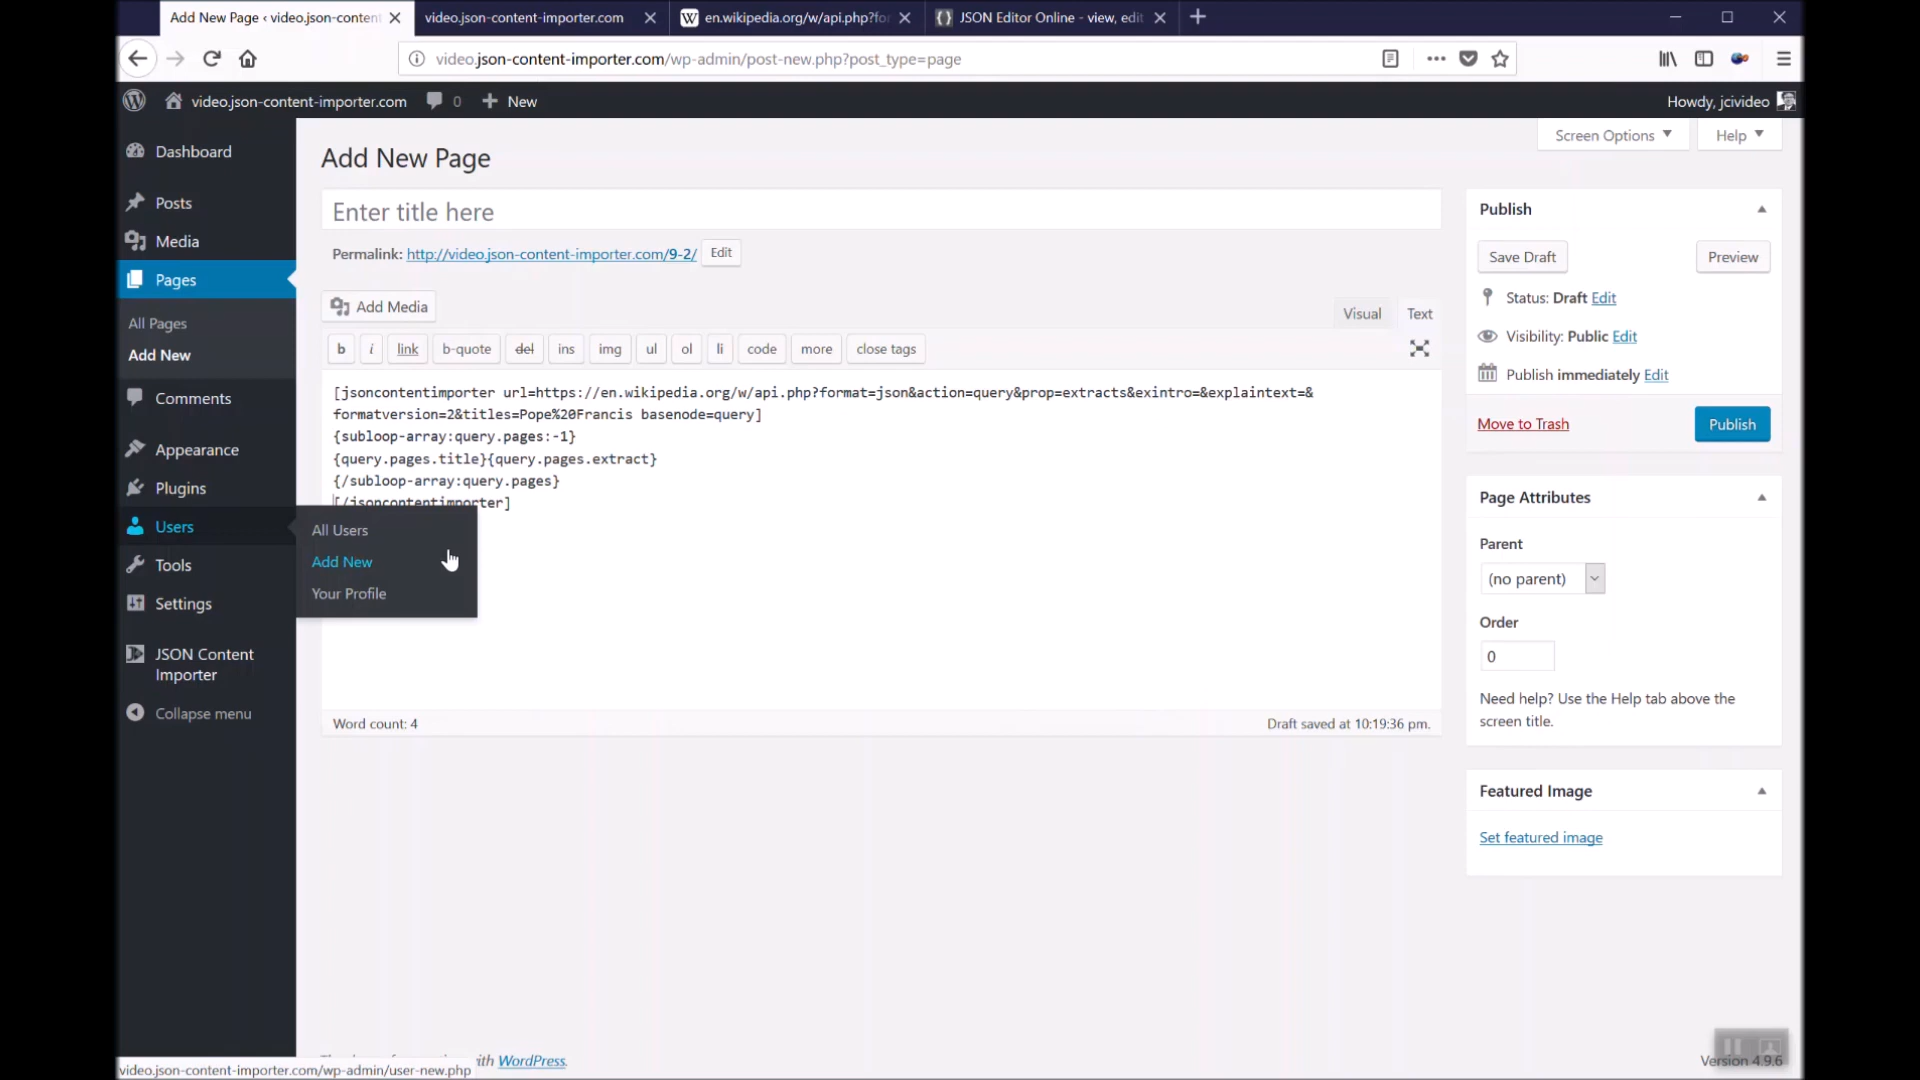 Add New Page ‹ video.json-content
video.json-content-importer.com
W en.wikipedia.org/w/api.php?fo
{} JSON Editor Online - view, edi
video.json-content-importer.com/wp-admin/post-new.php?post_type=page
video.json-content-importer.com
0
New
Howdy, jcivideo
Screen Options
Help
Dashboard
Posts
Media
Pages
All Pages
Add New
Comments
Appearance
Plugins
Users
Tools
Settings
JSON Content
Importer
Collapse menu
All Users
Add New
Your Profile
Add New Page
Enter title here
Permalink: http://video.json-content-importer.com/9-2/ Edit
Add Media
Visual
Text
b i link b-quote del ins img ul ol li code more close tags
[jsoncontentimporter url=https://en.wikipedia.org/w/api.php?format=json&action=query&prop=extracts&exintro=&explaintext=&
formatversion=2&titles=Pope%20Francis basenode=query]
{subloop-array:query.pages:-1}
{query.pages.title}{query.pages.extract}
{/subloop-array:query.pages}
[/jsoncontentimporter]
Word count: 4
Draft saved at 10:19:36 pm.
Publish
Save Draft
Preview
Status: Draft Edit
Visibility: Public Edit
Publish immediately Edit
Move to Trash
Publish
Page Attributes
Parent
(no parent)
Order
0
Need help? Use the Help tab above the
screen title.
Featured Image
Set featured image
with WordPress.
Version 4.9.6
video.json-content-importer.com/wp-admin/user-new.php